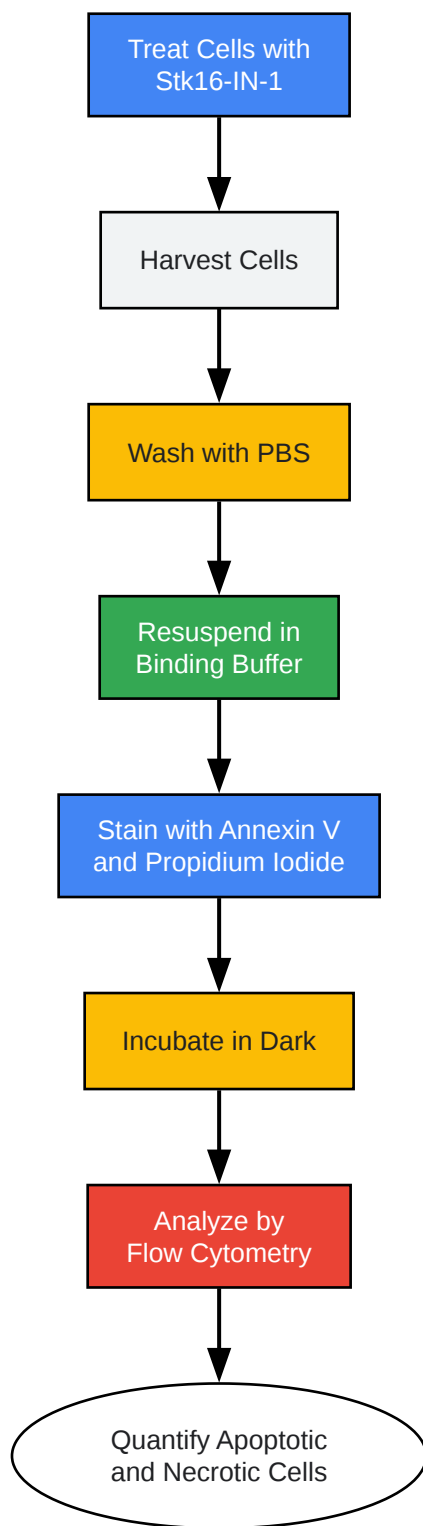 Treat Cells with
Stk16-IN-1
Harvest Cells
Wash with PBS
Resuspend in
Binding Buffer
Stain with Annexin V
and Propidium Iodide
Incubate in Dark
Analyze by
Flow Cytometry
Quantify Apoptotic
and Necrotic Cells